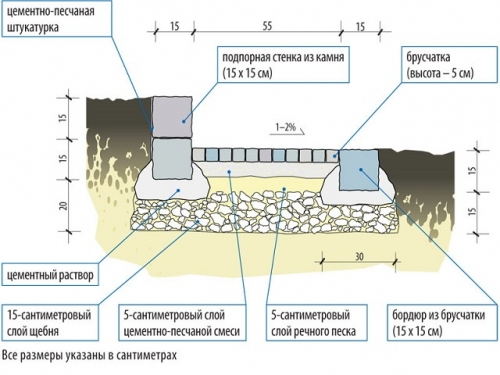 цементно-песчаная
штукатурка
15
55
15
подпорная стенка из камня
(15 х 15 см)
брусчатка
(высота – 5 см)
1–2%
15
15
20
15
15
цементный раствор
30
15-сантиметровый
слой щебня
5-сантиметровый слой
цементно-песчаной смеси
5-сантиметровый
слой речного песка
бордюр из брусчатки
(15 х 15 см)
Все размеры указаны в сантиметрах